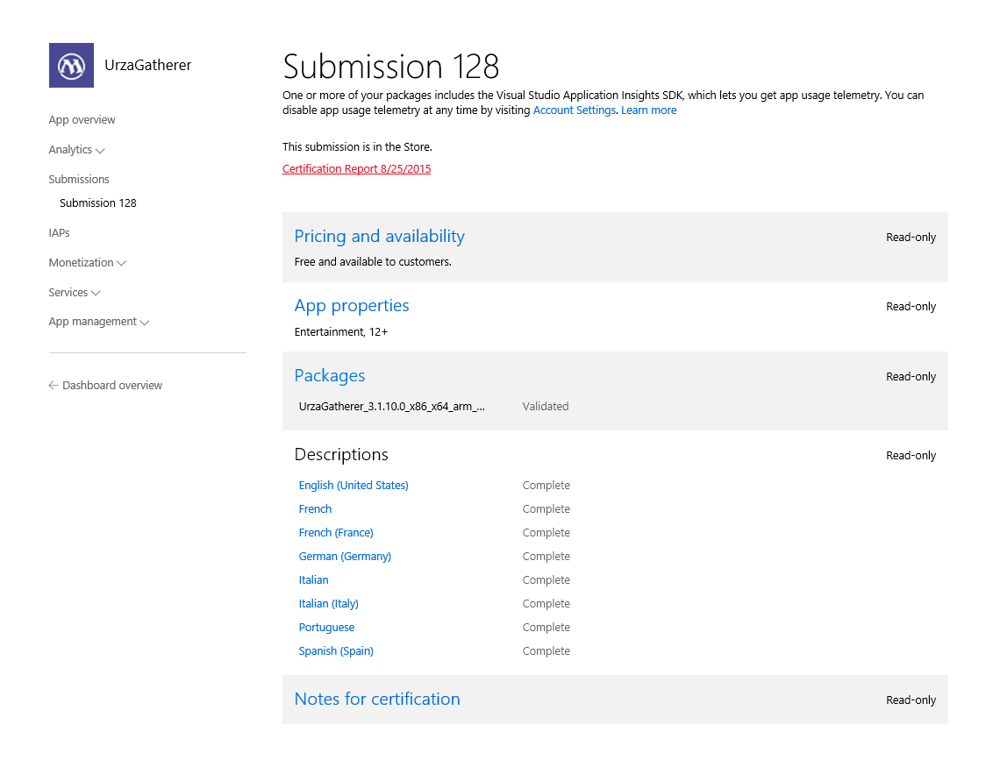 UrzaGatherer
App overview
Analytics
Submissions
Submission 128
IAPs
Monetization
Services
App management
Dashboard overview
Submission 128
One or more of your packages includes the Visual Studio Application Insights SDK, which lets you get app usage telemetry. You can
disable app usage telemetry at any time by visiting Account Settings. Learn more
This submission is in the Store.
Certification Report 8/25/2015
Pricing and availability Read-only
Free and available to customers.
App properties Read-only
Entertainment, 12+
Packages Read-only
UrzaGatherer_3.1.10.0_x86_x64_arm_... Validated
Descriptions Read-only
English (United States) Complete
French Complete
French (France) Complete
German (Germany) Complete
Italian Complete
Italian (Italy) Complete
Portuguese Complete
Spanish (Spain) Complete
Notes for certification Read-only